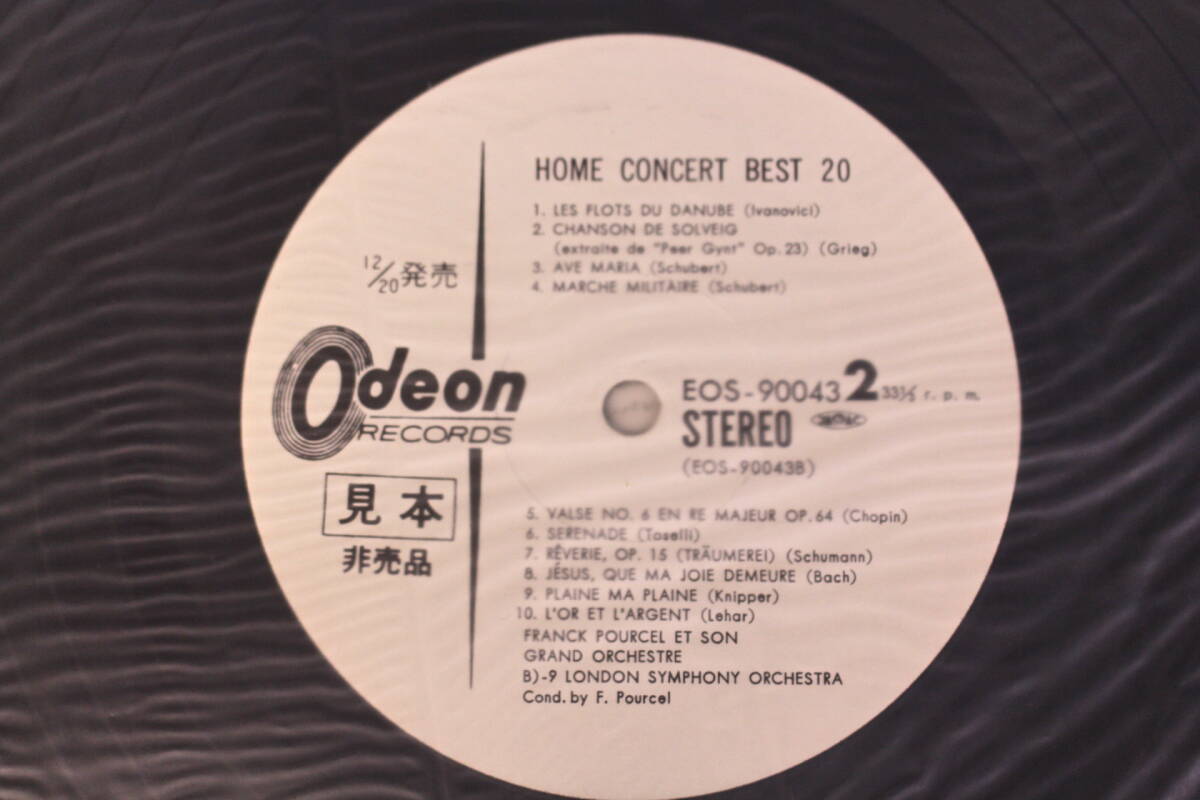 HOME CONCERT BEST 20
1. LES FLOTS DU DANUBE (Ivanovici)
2. CHANSON DE SOLVEIG
(extraite de "Peer Gynt" Op. 23) (Grieg)
3. AVE MARIA (Schubert)
4. MARCHE MILITAIRE (Schubert)
12/20発売
Odeon
RECORDS
見本
非売品
EOS-90043 2 33⅓ r. p. m.
STEREO
(EOS-90043B)
5. VALSE NO. 6 EN RE MAJEUR OP. 64 (Chopin)
6. SERENADE (Toselli)
7. RÊVERIE, OP. 15 (TRÄUMEREI) (Schumann)
8. JÉSUS, QUE MA JOIE DEMEURE (Bach)
9. PLAINE MA PLAINE (Knipper)
10. L'OR ET L'ARGENT (Lehar)
FRANCK POURCEL ET SON
GRAND ORCHESTRE
B)-9 LONDON SYMPHONY ORCHESTRA
Cond. by F. Pourcel